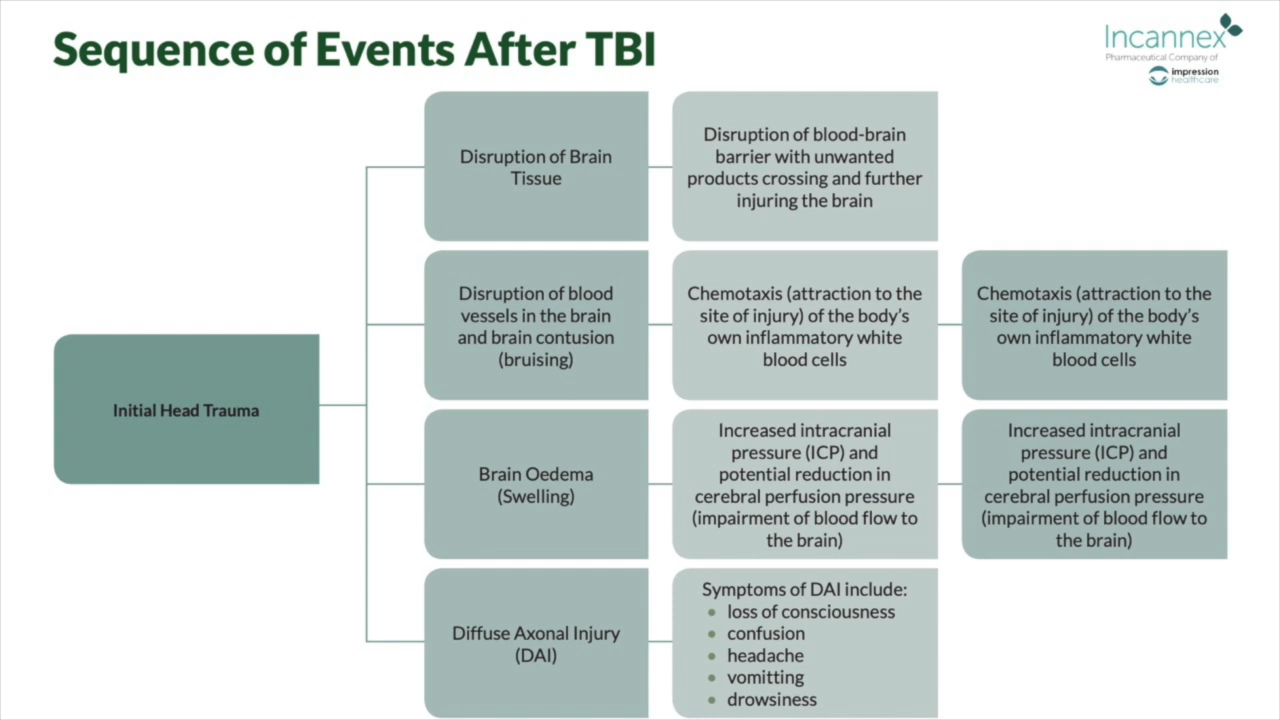 Sequence of Events After TBI
Incannex
Pharmaceutical Company of
impression
healthcare
Initial Head Trauma
Disruption of Brain
Tissue
Disruption of blood-brain
barrier with unwanted
products crossing and further
injuring the brain
Disruption of blood
vessels in the brain
and brain contusion
(bruising)
Chemotaxis (attraction to the
site of injury) of the body’s
own inflammatory white
blood cells
Chemotaxis (attraction to the
site of injury) of the body’s
own inflammatory white
blood cells
Brain Oedema
(Swelling)
Increased intracranial
pressure (ICP) and
potential reduction in
cerebral perfusion pressure
(impairment of blood flow to
the brain)
Increased intracranial
pressure (ICP) and
potential reduction in
cerebral perfusion pressure
(impairment of blood flow to
the brain)
Diffuse Axonal Injury
(DAI)
Symptoms of DAI include:
• loss of consciousness
• confusion
• headache
• vomitting
• drowsiness